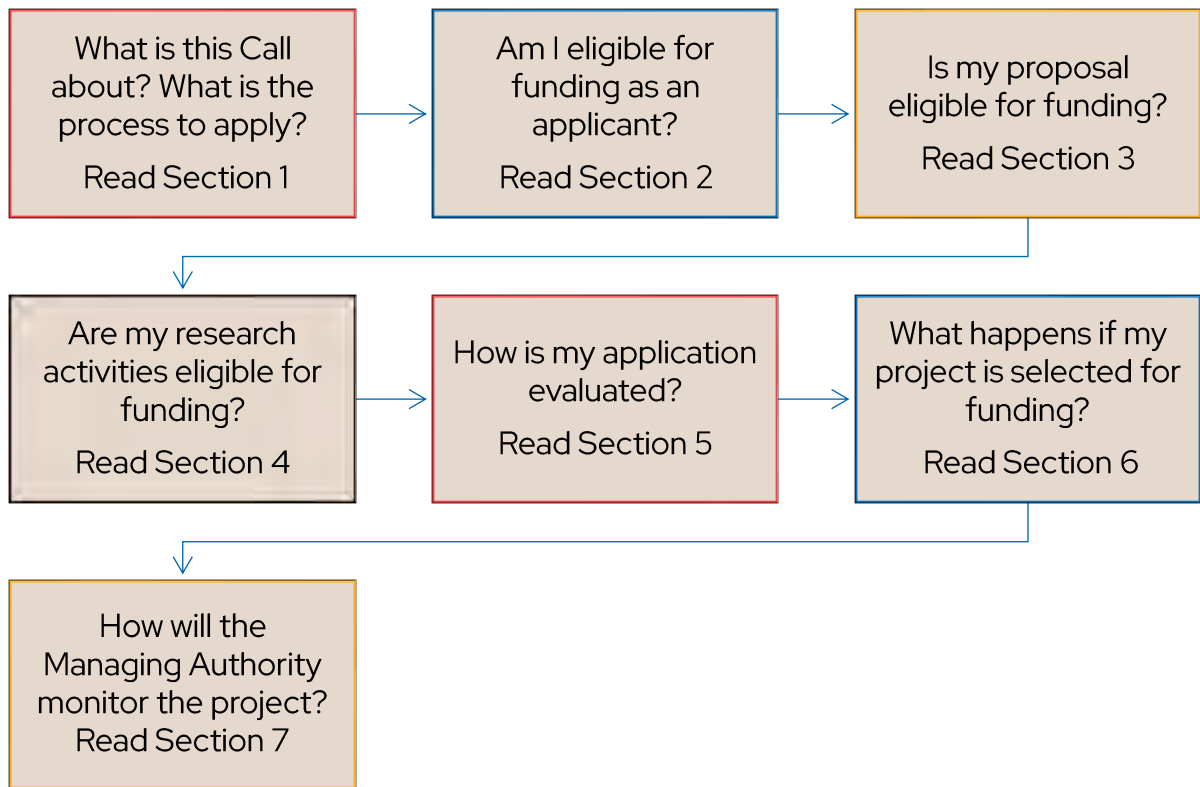 What is this Call
about? What is the
process to apply?
Read Section 1
Am I eligible for
funding as an
applicant?
Read Section 2
Is my proposal
eligible for funding?
Read Section 3
Are my research
activities eligible for
funding?
Read Section 4
How is my application
evaluated?
Read Section 5
What happens if my
project is selected for
funding?
Read Section 6
How will the
Managing Authority
monitor the project?
Read Section 7